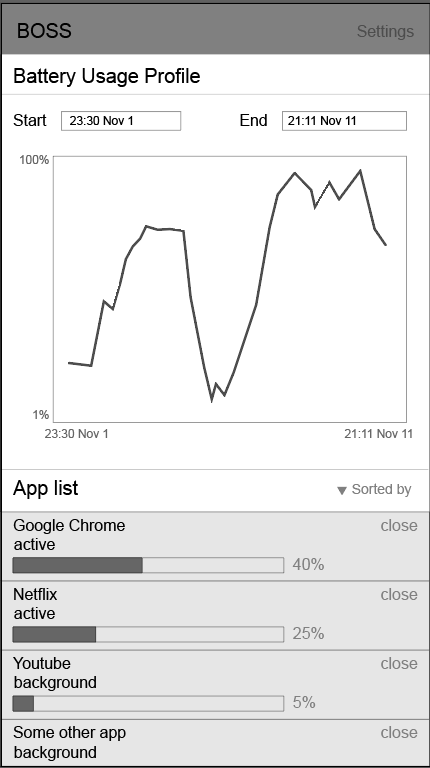 BOSS Settings
Battery Usage Profile
Start 23:30 Nov 1 End 21:11 Nov 11
100%
1%
23:30 Nov 1 21:11 Nov 11
App list ▼ Sorted by
Google Chrome close
active
40%
Netflix close
active
25%
Youtube close
background
5%
Some other app close
background